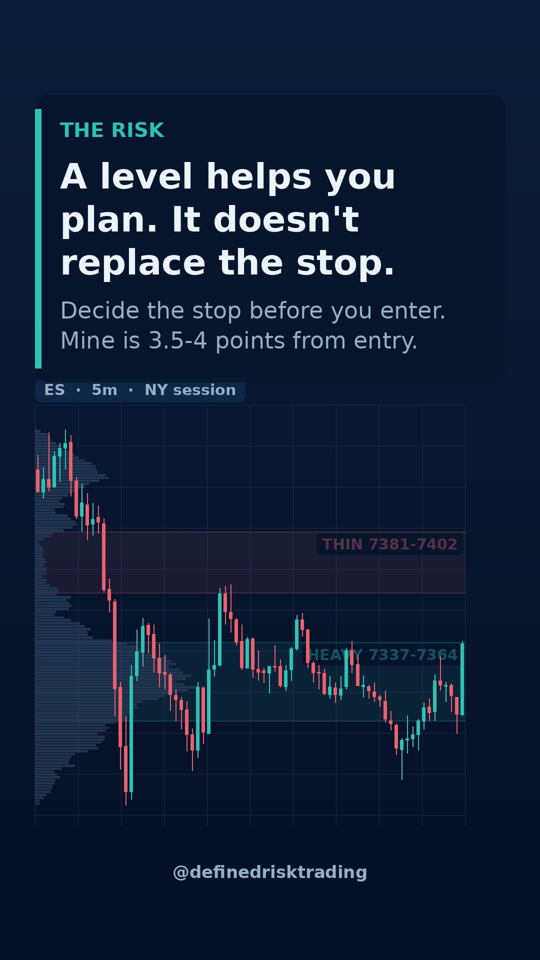 THE RISK
A level helps you
plan. It doesn't
replace the stop.
Decide the stop before you enter.
Mine is 3.5-4 points from entry.
ES · 5m · NY session
THIN 7381-7402
HEAVY 7337-7364
@definedrisktrading